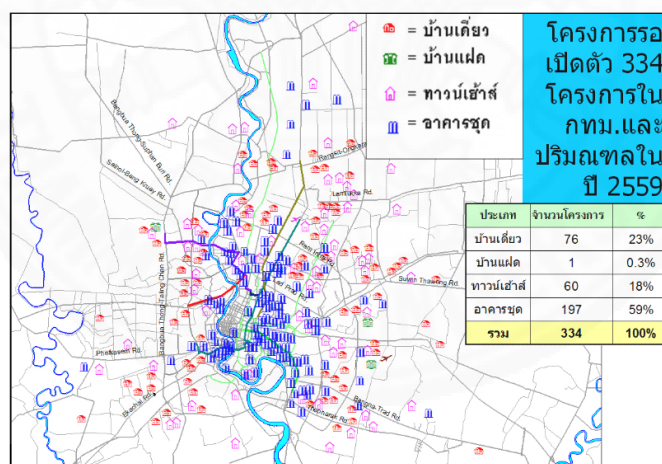 = บ้านเดี่ยว
= บ้านแฝด
= ทาวน์เฮ้าส์
= อาคารชุด
โครงการรอ
เปิดตัว 334
โครงการใน
กทม.และ
ปริมณฑลใน
ปี 2559
ประเภท จำนวนโครงการ %
บ้านเดี่ยว 76 23%
บ้านแฝด 1 0.3%
ทาวน์เฮ้าส์ 60 18%
อาคารชุด 197 59%
รวม 334 100%
Lad Phao Rd.
Phetkasem Rd.
Ekachai Rd.
Bangna-Trad Rd.